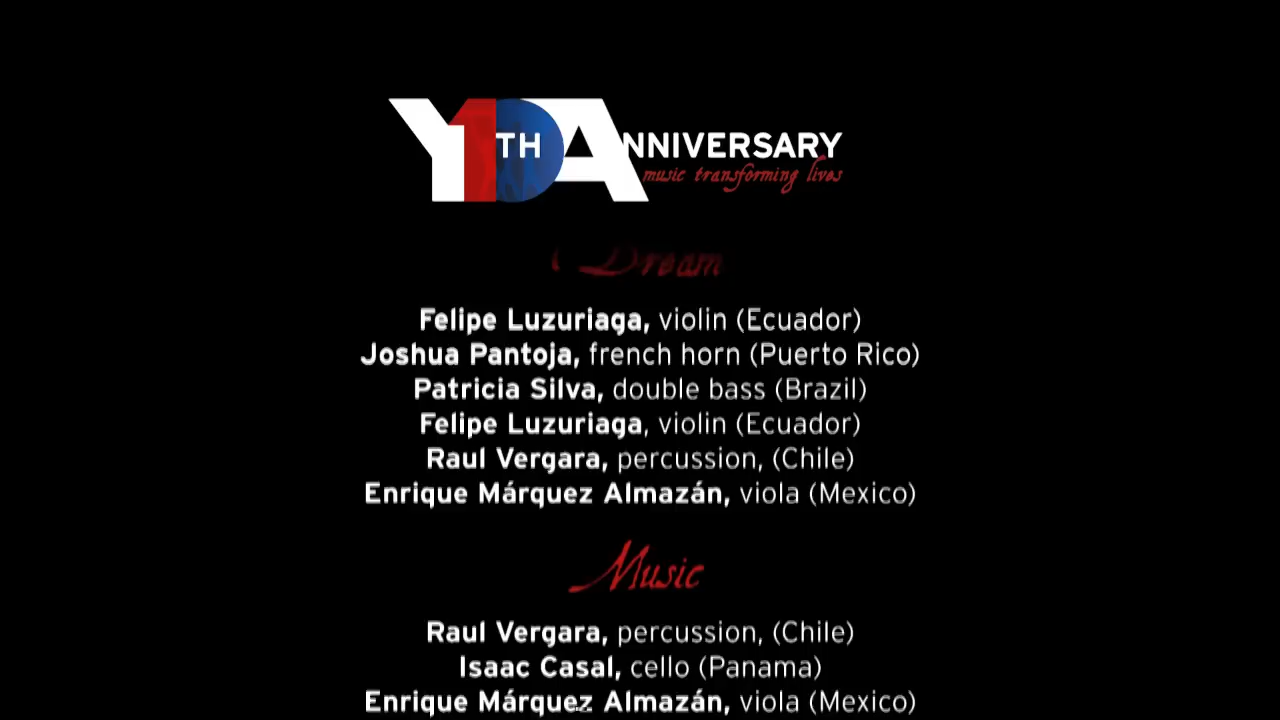 Y10TH ANNIVERSARY
music transforming lives
Dream
Felipe Luzuriaga, violin (Ecuador)
Joshua Pantoja, french horn (Puerto Rico)
Patricia Silva, double bass (Brazil)
Felipe Luzuriaga, violin (Ecuador)
Raul Vergara, percussion, (Chile)
Enrique Márquez Almazán, viola (Mexico)
Music
Raul Vergara, percussion, (Chile)
Isaac Casal, cello (Panama)
Enrique Márquez Almazán, viola (Mexico)